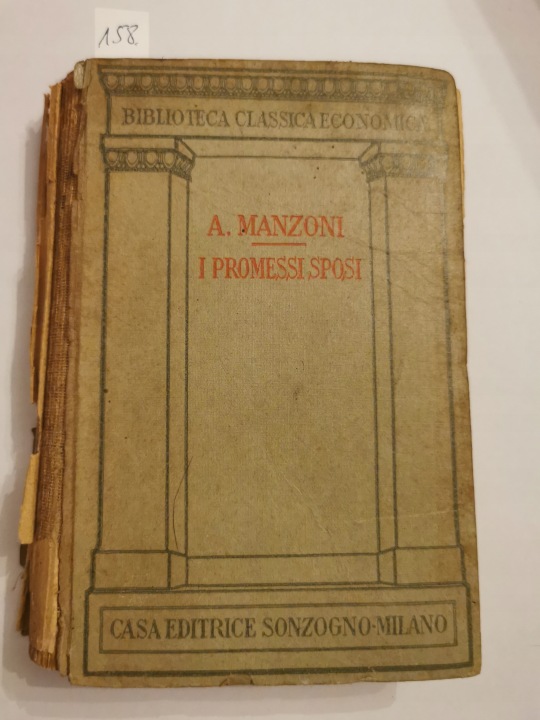 158.
BIBLIOTECA CLASSICA ECONOMICA
A. MANZONI
I PROMESSI SPOSI
CASA EDITRICE SONZOGNO-MILANO